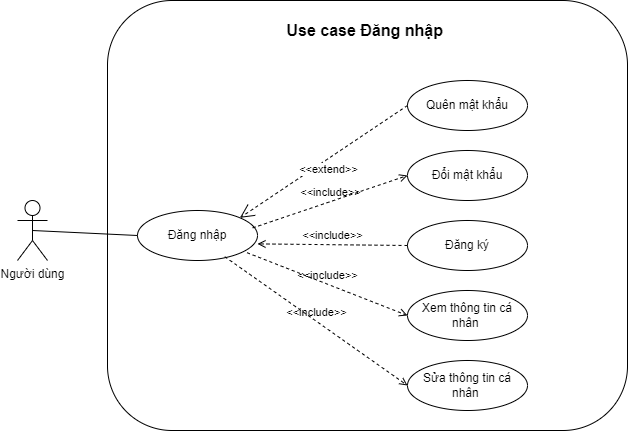 Use case Đăng nhập
Quên mật khẩu
<<extend>>
Đổi mật khẩu
<<include>>
Đăng nhập
<<include>>
Đăng ký
Người dùng
<<include>>
Xem thông tin cá
nhân
<<include>>
Sửa thông tin cá
nhân